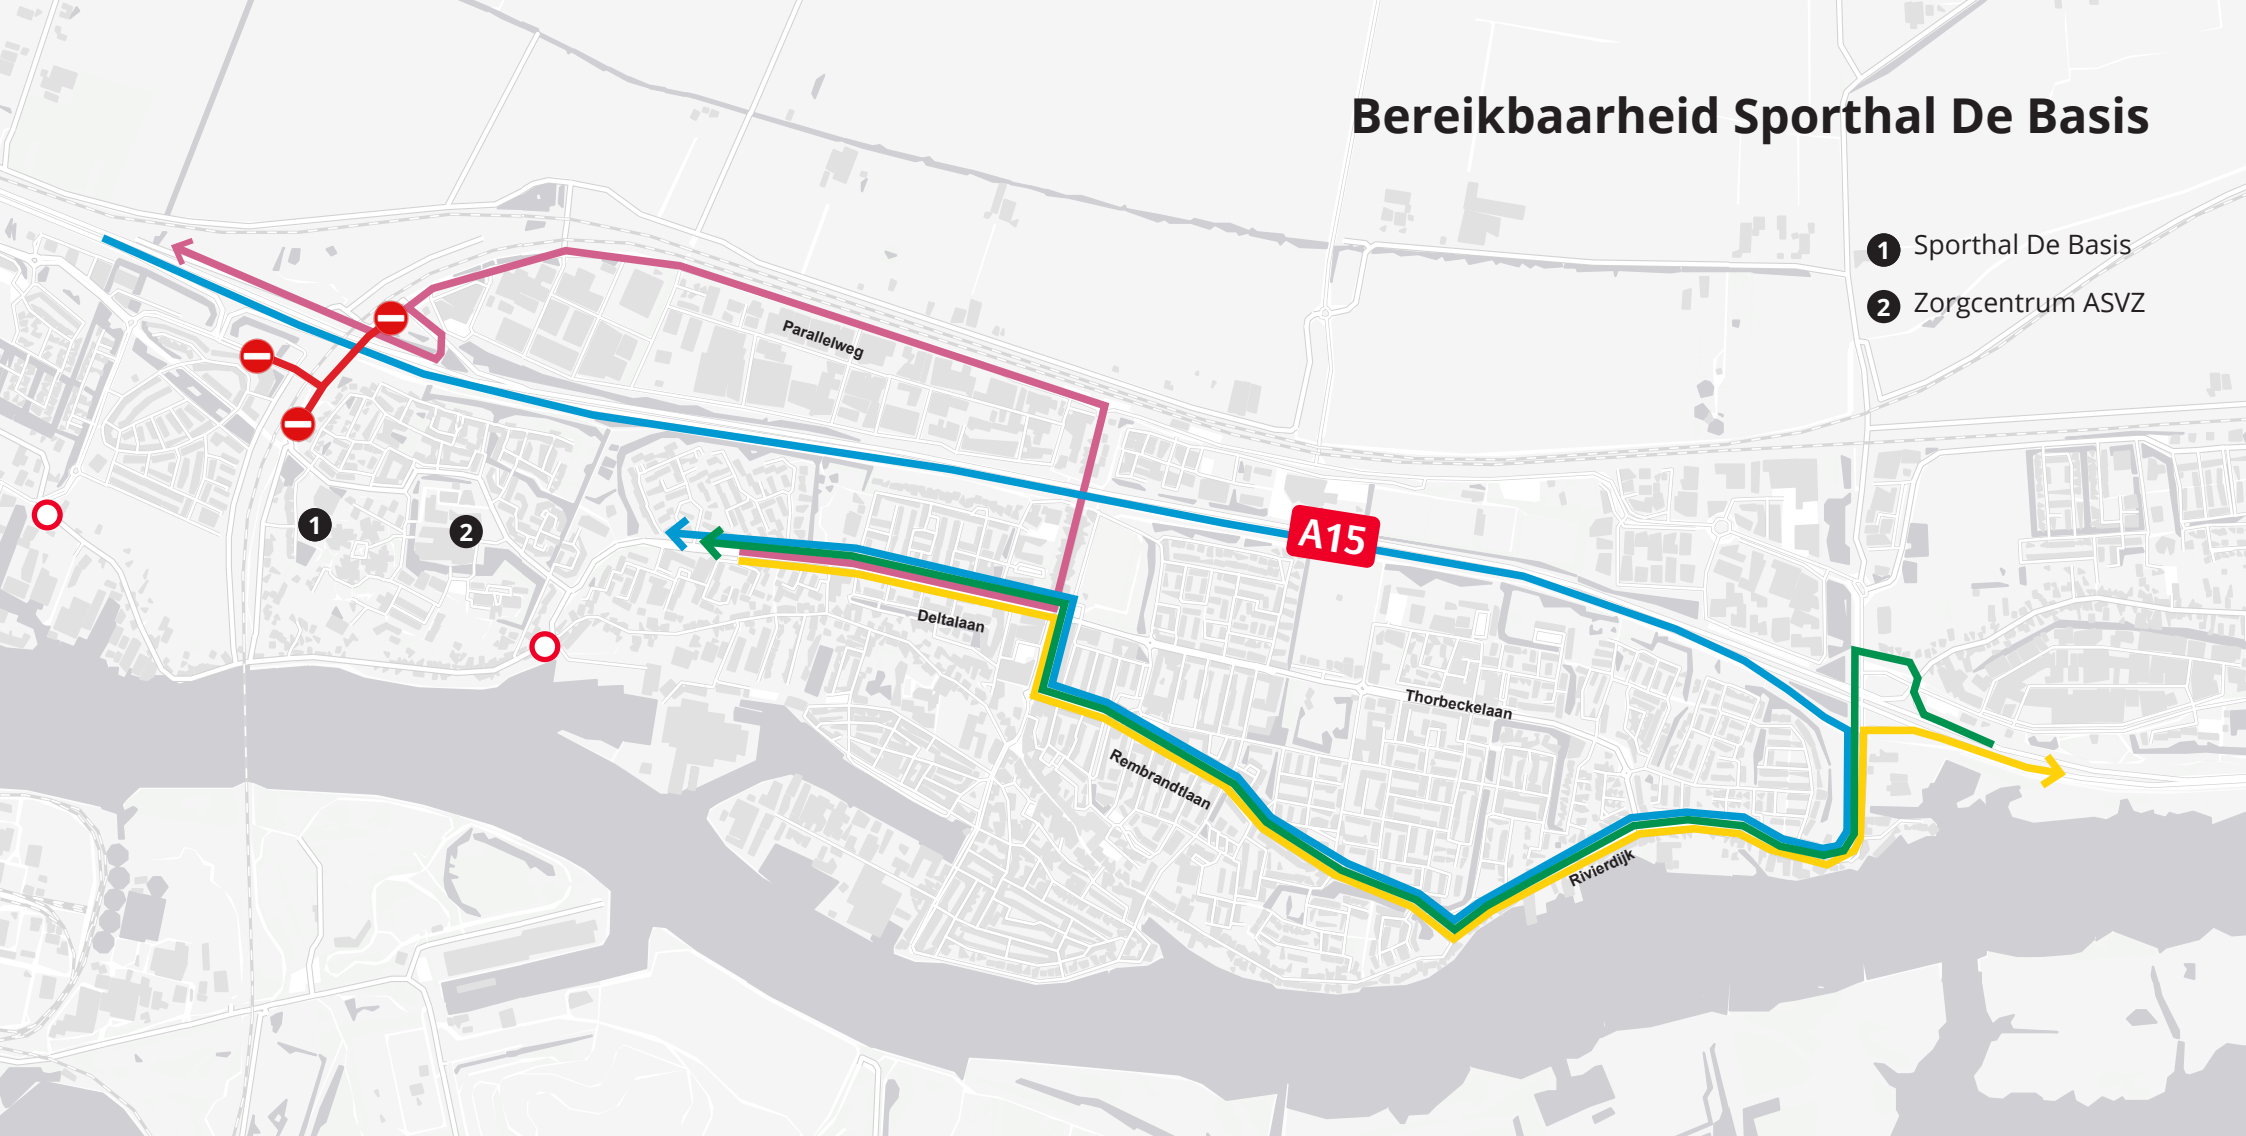 Bereikbaarheid Sporthal De Basis
1 Sporthal De Basis
2 Zorgcentrum ASVZ
Parallelweg
1
2
A15
Deltalaan
Thorbeckelaan
Rembrandtlaan
Rivierdijk